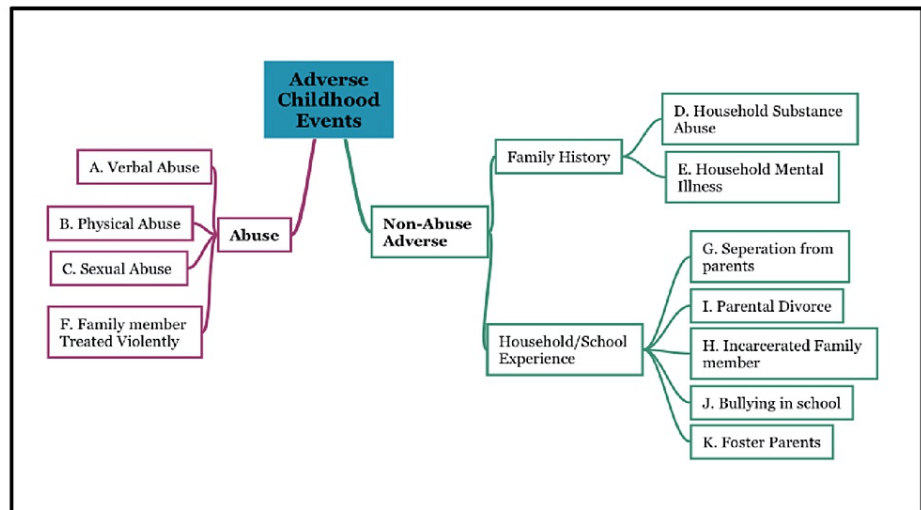 Adverse
Childhood
Events
A. Verbal Abuse
B. Physical Abuse
C. Sexual Abuse
F. Family member
Treated Violently
Abuse
Non-Abuse
Adverse
Family History
D. Household Substance
Abuse
E. Household Mental
Illness
Household/School
Experience
G. Seperation from
parents
I. Parental Divorce
H. Incarcerated Family
member
J. Bullying in school
K. Foster Parents